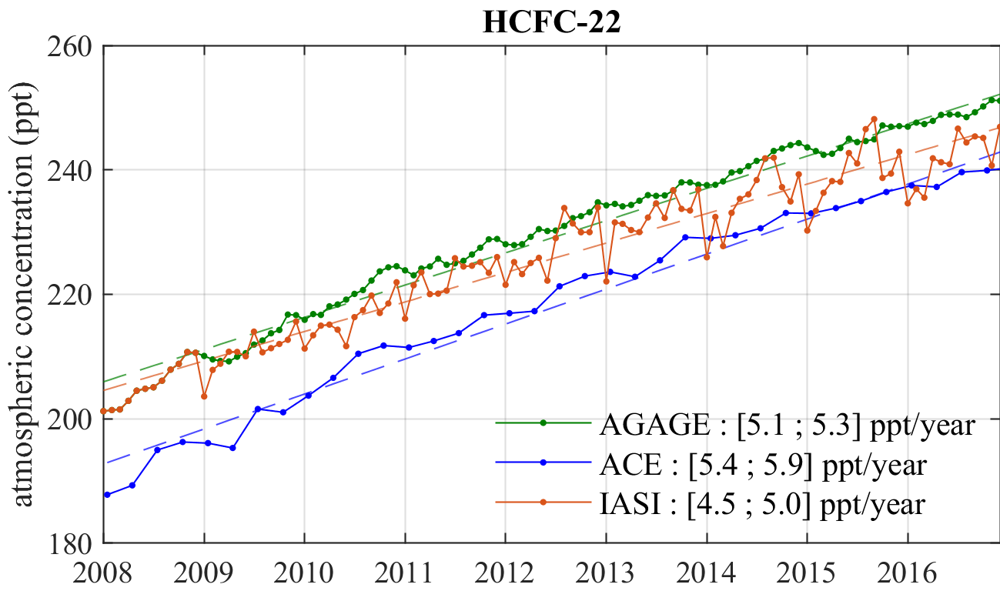 HCFC-22
atmospheric concentration (ppt)
260
240
220
200
180
AGAGE : [5.1 ; 5.3] ppt/year
ACE : [5.4 ; 5.9] ppt/year
IASI : [4.5 ; 5.0] ppt/year
2008 2009 2010 2011 2012 2013 2014 2015 2016